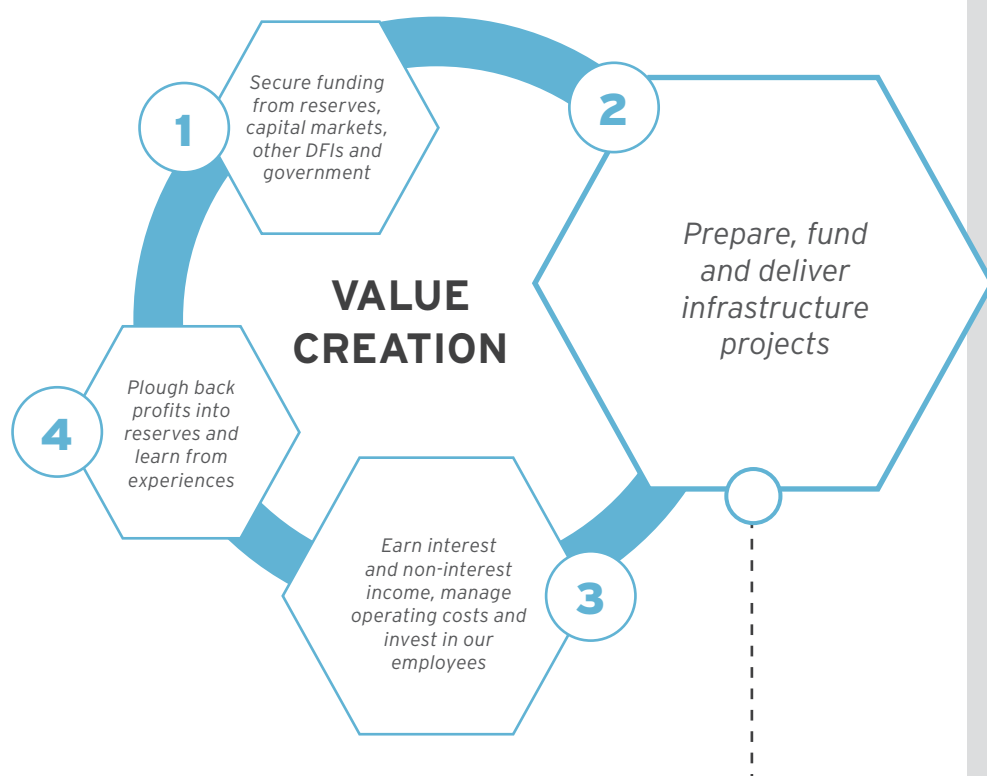 1
Secure funding
from reserves,
capital markets,
other DFIs and
government
2
Prepare, fund
and deliver
infrastructure
projects
VALUE
CREATION
3
Earn interest
and non-interest
income, manage
operating costs and
invest in our
employees
4
Plough back
profits into
reserves and
learn from
experiences